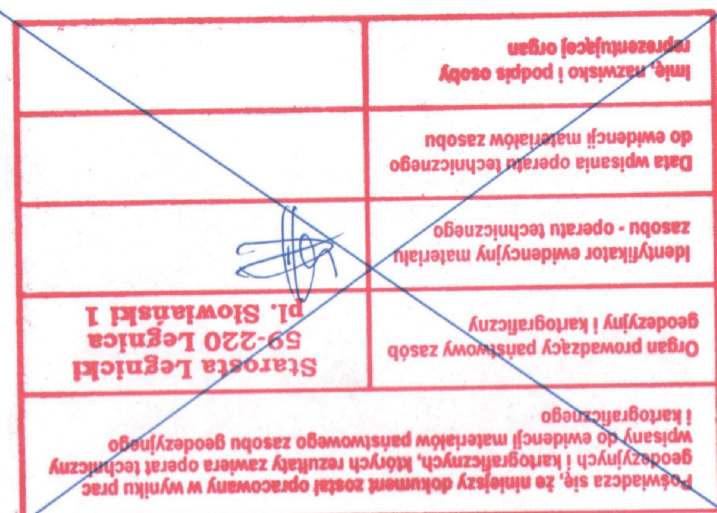 Poświadcza się, że niniejszy dokument został opracowany w wyniku prac
geodezyjnych i kartograficznych, których rezultaty zawiera operat techniczny
wpisany do ewidencji materiałów państwowego zasobu geodezyjnego
i kartograficznego
Organ prowadzący państwowy zasób
geodezyjny i kartograficzny
Starosta Legnicki
59-220 Legnica
pl. Słowiański 1
Identyfikator ewidencyjny materiału
zasobu - operatu technicznego
Data wpisania operatu technicznego
do ewidencji materiałów zasobu
Imię, nazwisko i podpis osoby
reprezentującej organ